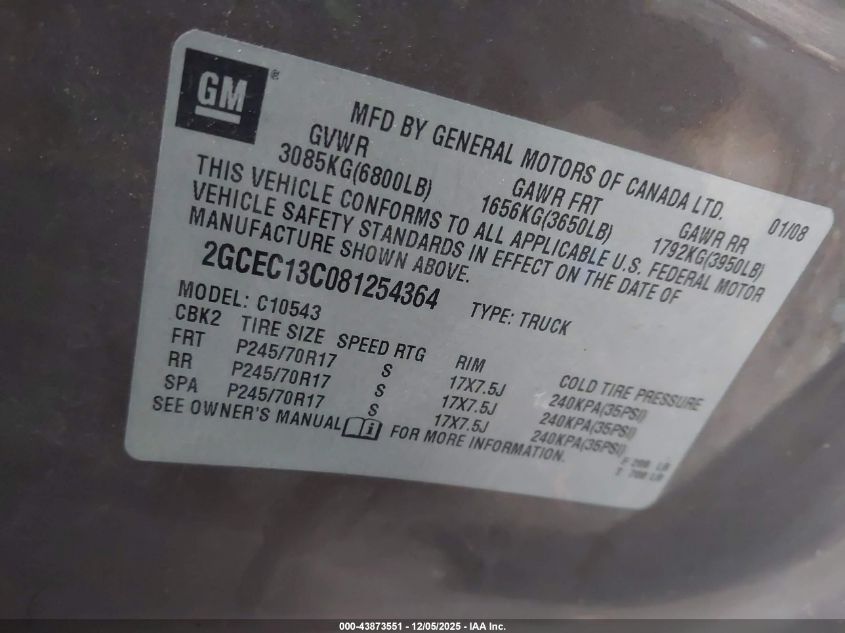 GM ®
MFD BY GENERAL MOTORS OF CANADA LTD.
01/08
GVWR GAWR FRT GAWR RR
3085KG(6800LB) 1656KG(3650LB) 1792KG(3950LB)
THIS VEHICLE CONFORMS TO ALL APPLICABLE U.S. FEDERAL MOTOR
VEHICLE SAFETY STANDARDS IN EFFECT ON THE DATE OF
MANUFACTURE SHOWN ABOVE.
2GCEC13C081254364 TYPE: TRUCK
MODEL: C10543
CBK2 TIRE SIZE SPEED RTG RIM COLD TIRE PRESSURE
FRT P245/70R17 S 17X7.5J 240KPA(35PSI)
RR P245/70R17 S 17X7.5J 240KPA(35PSI)
SPA P245/70R17 S 17X7.5J 240KPA(35PSI)
SEE OWNER'S MANUAL FOR MORE INFORMATION.
LB
LB
000-43873551 - 12/05/2025 - IAA Inc.